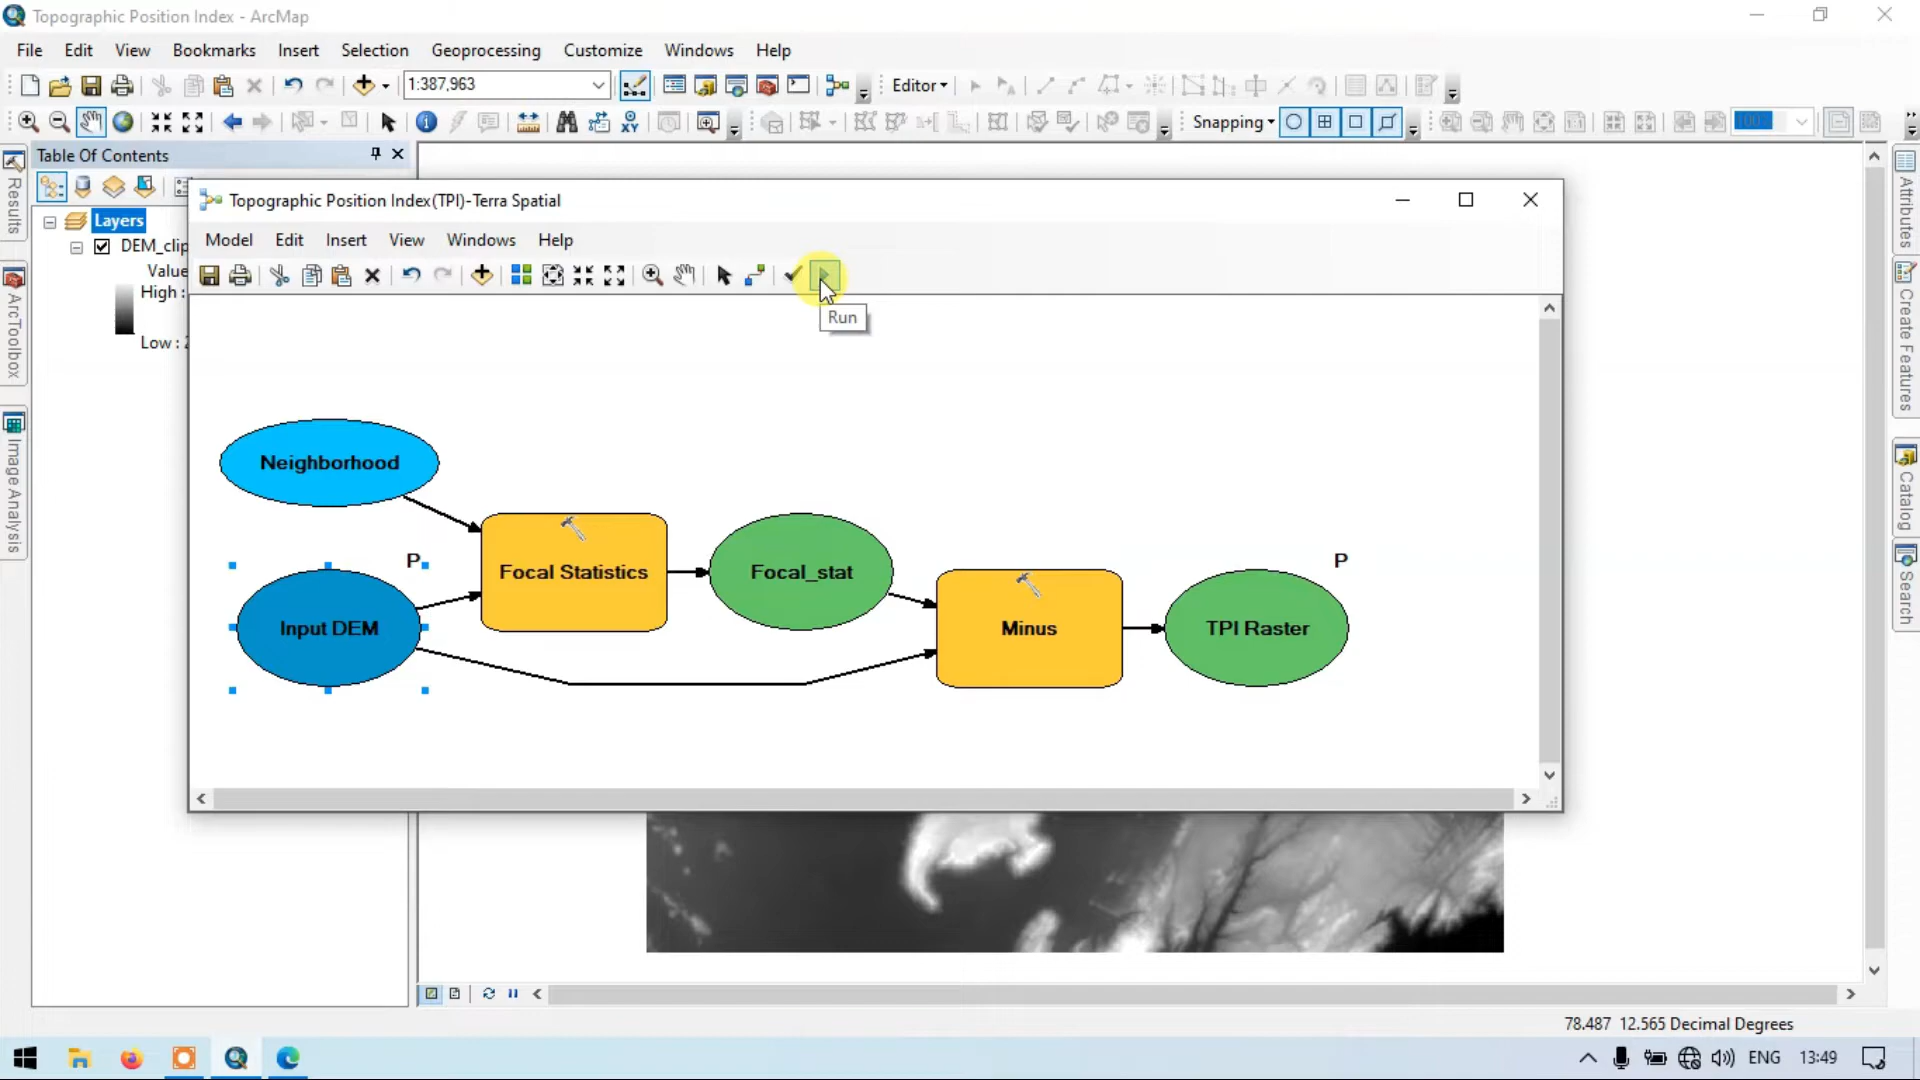 Topographic Position Index - ArcMap
File Edit View Bookmarks Insert Selection Geoprocessing Customize Windows Help
1:387,963
Editor
Snapping
100
Table Of Contents
Results
ArcToolbox
Image Analysis
Layers
DEM_clip
Value
High :
Low : 2
Topographic Position Index(TPI)-Terra Spatial
Model Edit Insert View Windows Help
Run
Neighborhood
P
Input DEM
Focal Statistics
Focal_stat
Minus
P
TPI Raster
Attributes
Create Features
Catalog
Search
78.487 12.565 Decimal Degrees
ENG 13:49